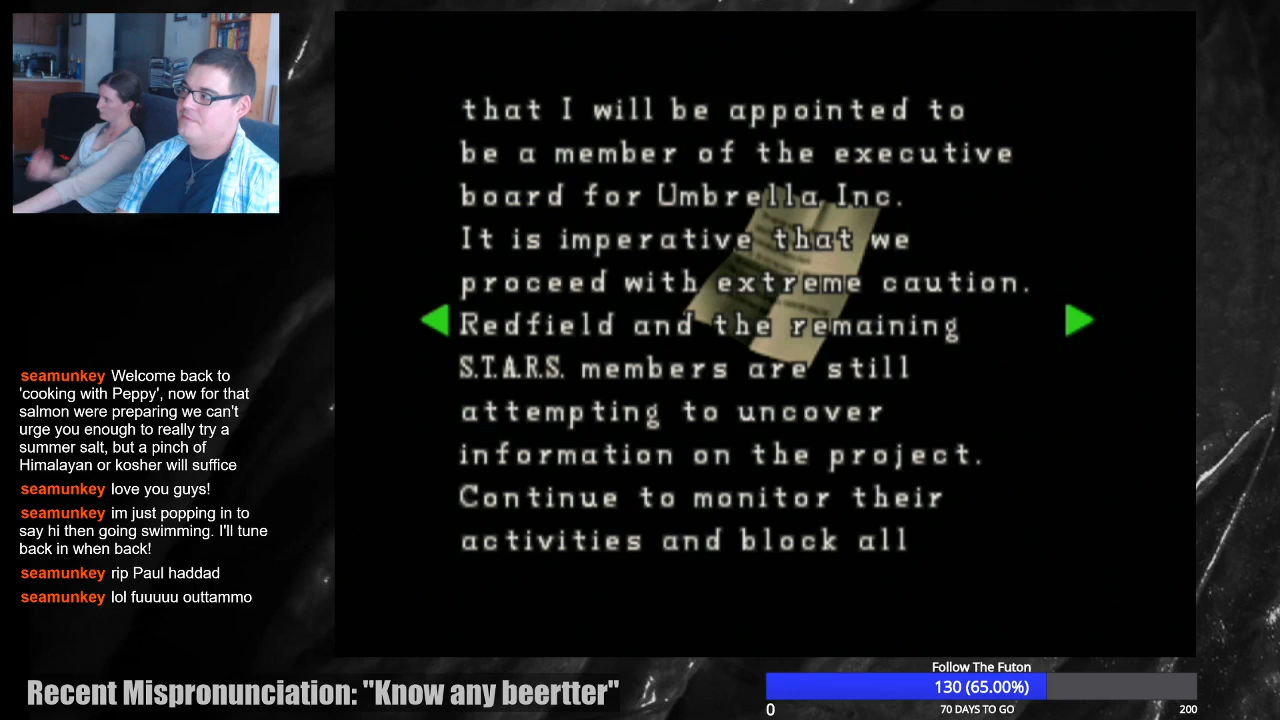 that I will be appointed to
be a member of the executive
board for Umbrella Inc.
It is imperative that we
proceed with extreme caution.
Redfield and the remaining
S.T.A.R.S. members are still
attempting to uncover
information on the project.
Continue to monitor their
activities and block all
seamunkey Welcome back to
'cooking with Peppy', now for that
salmon were preparing we can't
urge you enough to really try a
summer salt, but a pinch of
Himalayan or kosher will suffice
seamunkey love you guys!
seamunkey im just popping in to
say hi then going swimming. I'll tune
back in when back!
seamunkey rip Paul haddad
seamunkey lol fuuuuu outtammo
Recent Mispronunciation: "Know any beertter"
Follow The Futon
130 (65.00%)
0
70 DAYS TO GO
200